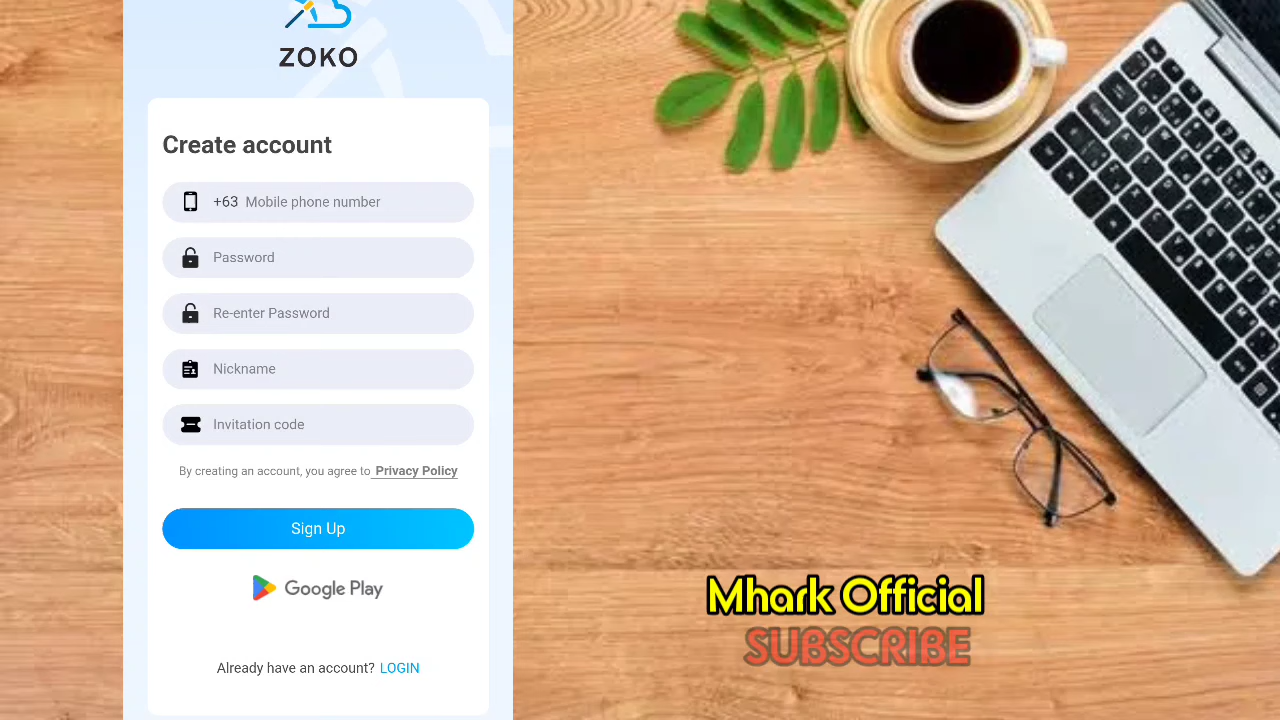 ZOKO
Create account
+63 Mobile phone number
Password
Re-enter Password
Nickname
Invitation code
By creating an account, you agree to Privacy Policy
Sign Up
Google Play
Already have an account? LOGIN
Mhark Official
SUBSCRIBE